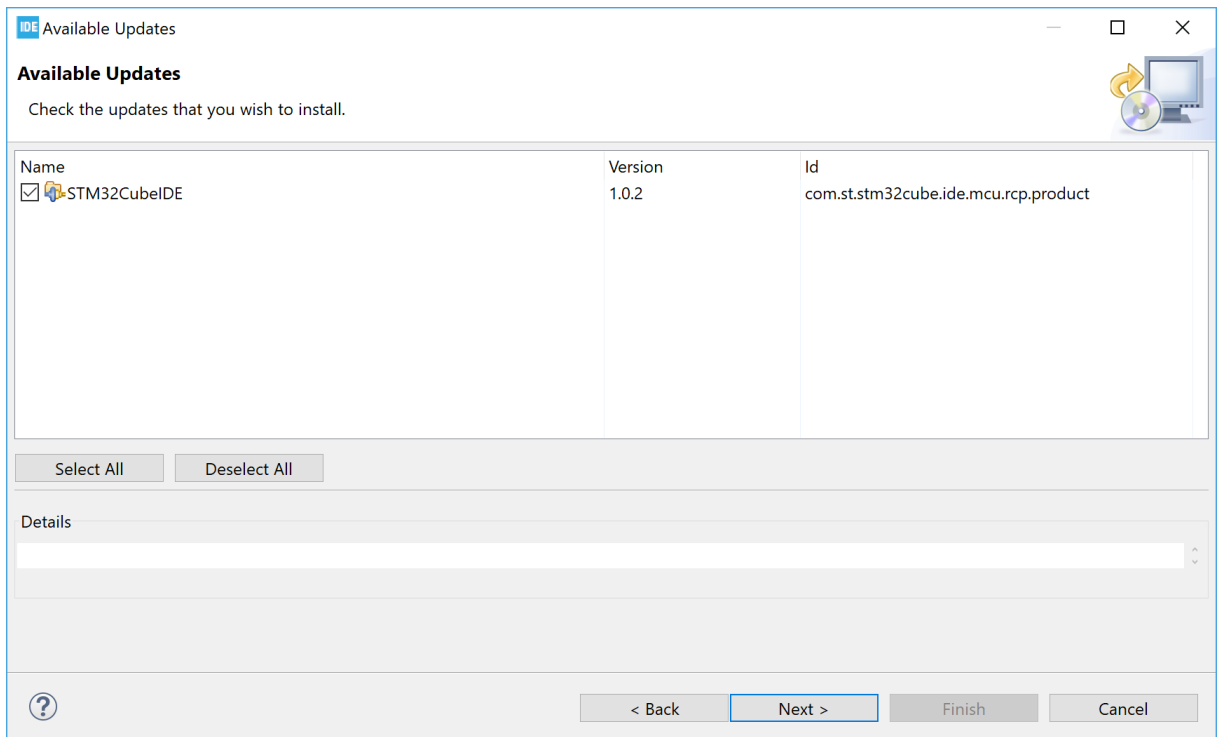 IDE Available Updates
Available Updates
Check the updates that you wish to install.
Name Version Id
STM32CubeIDE 1.0.2 com.st.stm32cube.ide.mcu.rcp.product
Select All Deselect All
Details
? < Back Next > Finish Cancel